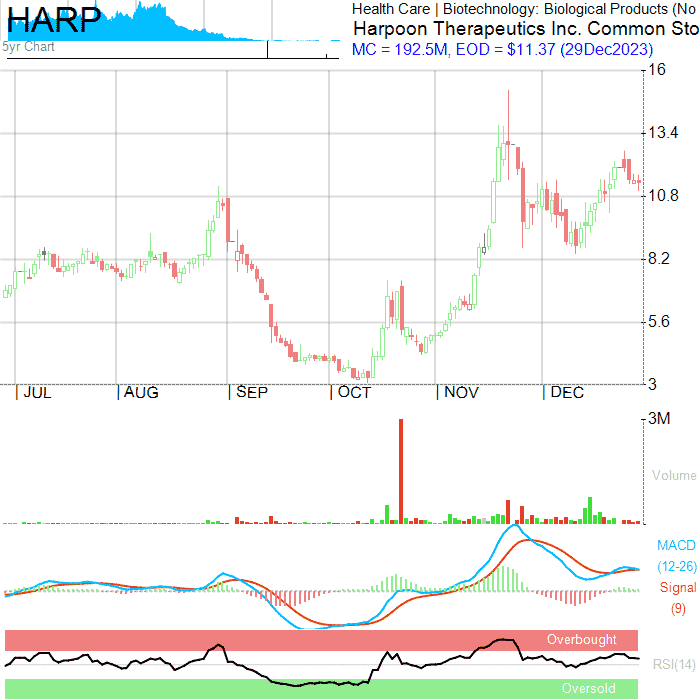 HARP
Health Care | Biotechnology: Biological Products (No
5yr Chart
Harpoon Therapeutics Inc. Common Sto
MC = 192.5M, EOD = $11.37 (29Dec2023)
16
13.4
10.8
8.2
5.6
3
JUL AUG SEP OCT NOV DEC
3M
Volume
MACD
(12-26)
Signal
(9)
Overbought
RSI(14)
Oversold